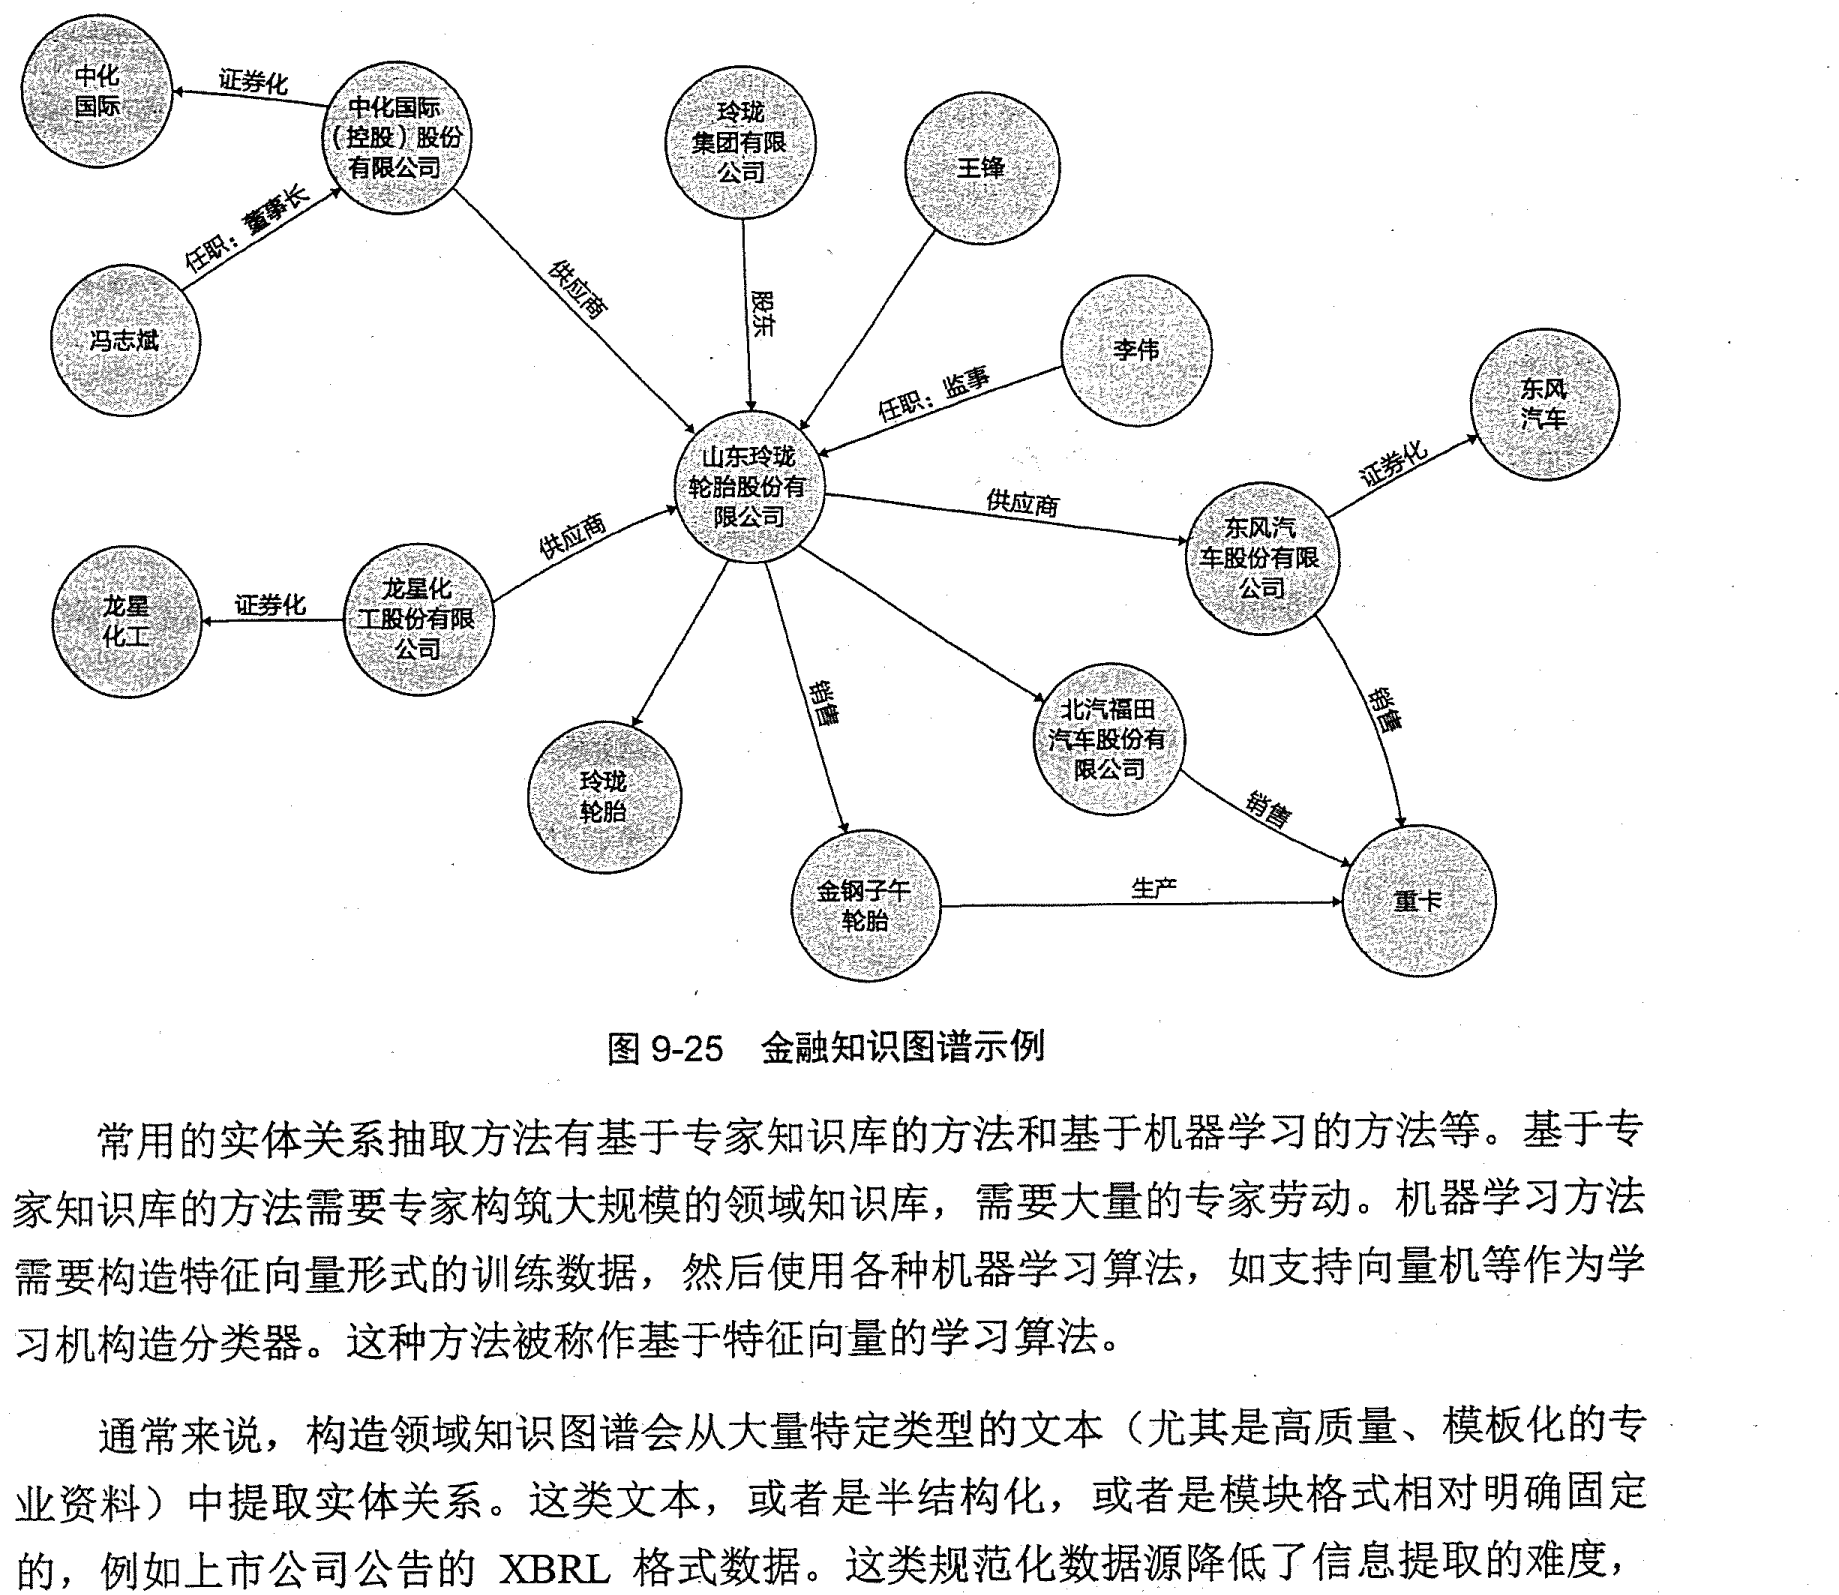 中化
国际
证券化
中化国际
（控股）股份
有限公司
玲珑
集团有限
公司
王锋
任职：董事长
冯志斌
供应商
股东
李伟
任职：监事
东风
汽车
证券化
山东玲珑
轮胎股份有
限公司
供应商
东风汽
车股份有限
公司
供应商
龙星
化工
证券化
龙星化
工股份有限
公司
销售
北汽福田
汽车股份有
限公司
销售
玲珑
轮胎
销售
金钢子午
轮胎
生产
重卡
图 9-25 金融知识图谱示例
常用的实体关系抽取方法有基于专家知识库的方法和基于机器学习的方法等。基于专
家知识库的方法需要专家构筑大规模的领域知识库，需要大量的专家劳动。机器学习方法
需要构造特征向量形式的训练数据，然后使用各种机器学习算法，如支持向量机等作为学
习机构造分类器。这种方法被称作基于特征向量的学习算法。
通常来说，构造领域知识图谱会从大量特定类型的文本（尤其是高质量、模板化的专
业资料）中提取实体关系。这类文本，或者是半结构化，或者是模块格式相对明确固定
的，例如上市公司公告的 XBRL 格式数据。这类规范化数据源降低了信息提取的难度，